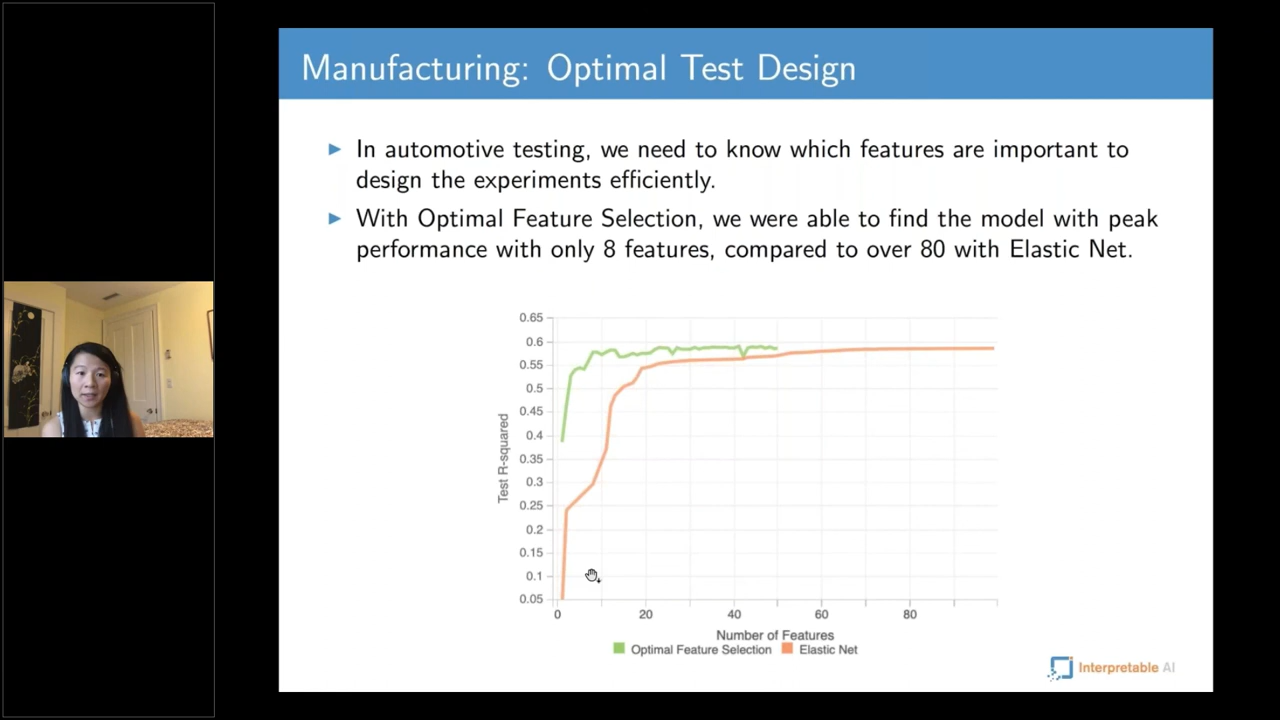 Manufacturing: Optimal Test Design
In automotive testing, we need to know which features are important to
design the experiments efficiently.
With Optimal Feature Selection, we were able to find the model with peak
performance with only 8 features, compared to over 80 with Elastic Net.
0.65
0.6
0.55
0.5
0.45
0.4
0.35
0.3
0.25
0.2
0.15
0.1
0.05
Test R-squared
0 20 40 60 80
Number of Features
Optimal Feature Selection Elastic Net
Interpretable AI